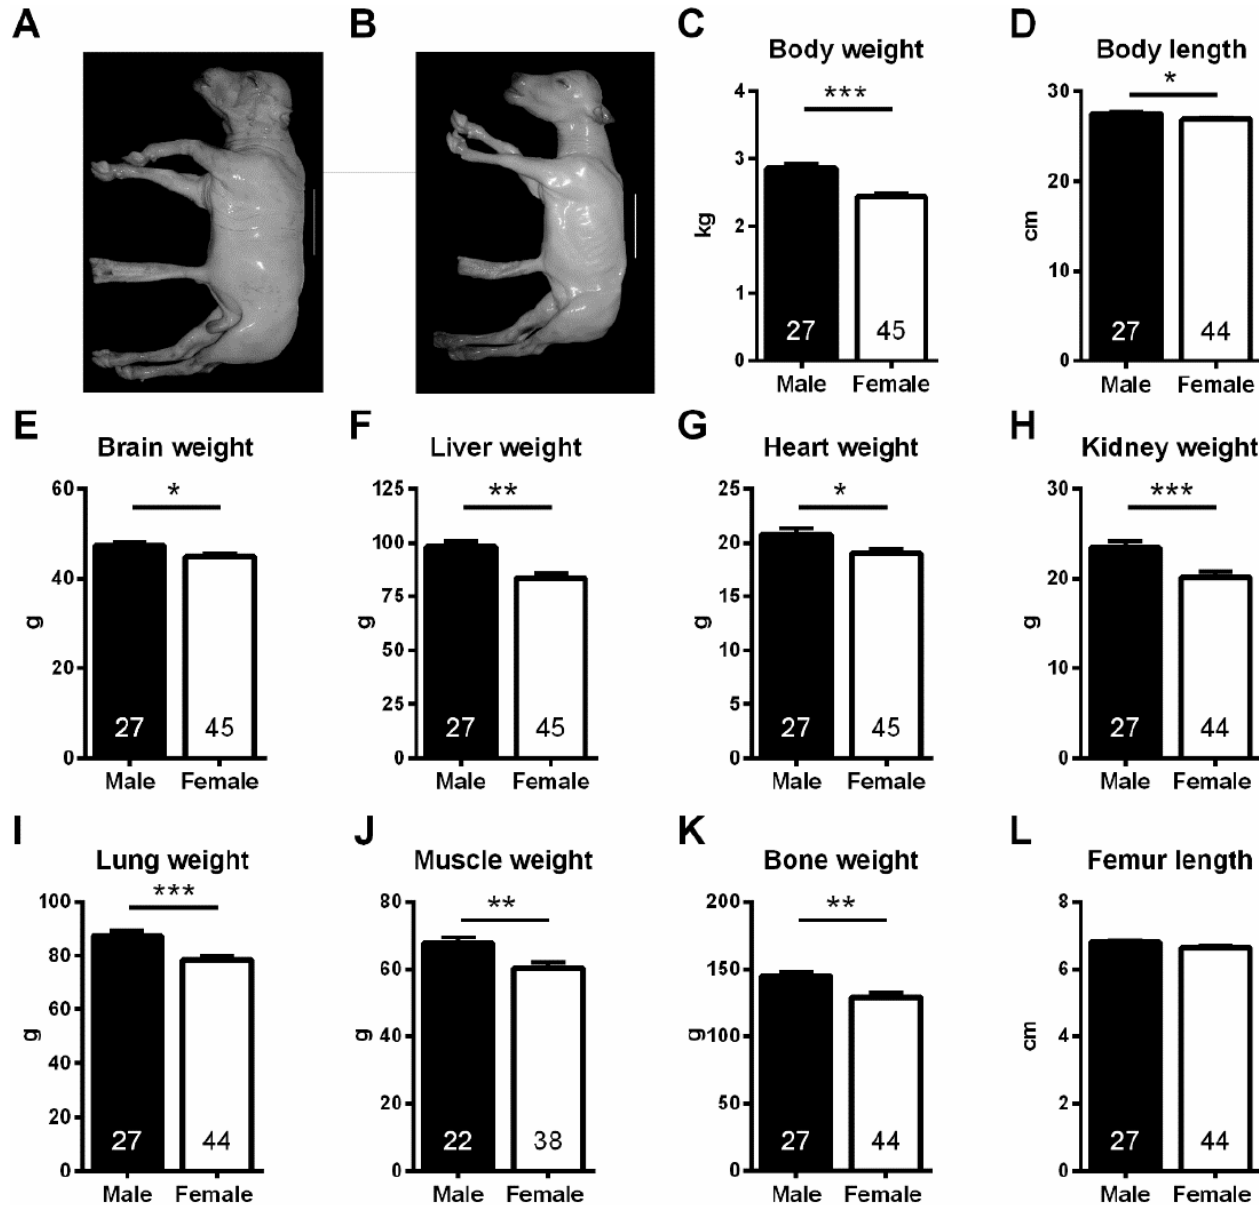 A
B
C
Body weight
***
kg
4
3
2
1
0
27
45
Male
Female
D
Body length
*
cm
30
20
10
0
27
44
Male
Female
E
Brain weight
*
g
60
40
20
0
27
45
Male
Female
F
Liver weight
**
g
125
100
75
50
25
0
27
45
Male
Female
G
Heart weight
*
g
25
20
15
10
5
0
27
45
Male
Female
H
Kidney weight
***
g
30
20
10
0
27
44
Male
Female
I
Lung weight
***
g
100
80
60
40
20
0
27
44
Male
Female
J
Muscle weight
**
g
80
60
40
20
0
22
38
Male
Female
K
Bone weight
**
g
200
150
100
50
0
27
44
Male
Female
L
Femur length
cm
8
6
4
2
0
27
44
Male
Female